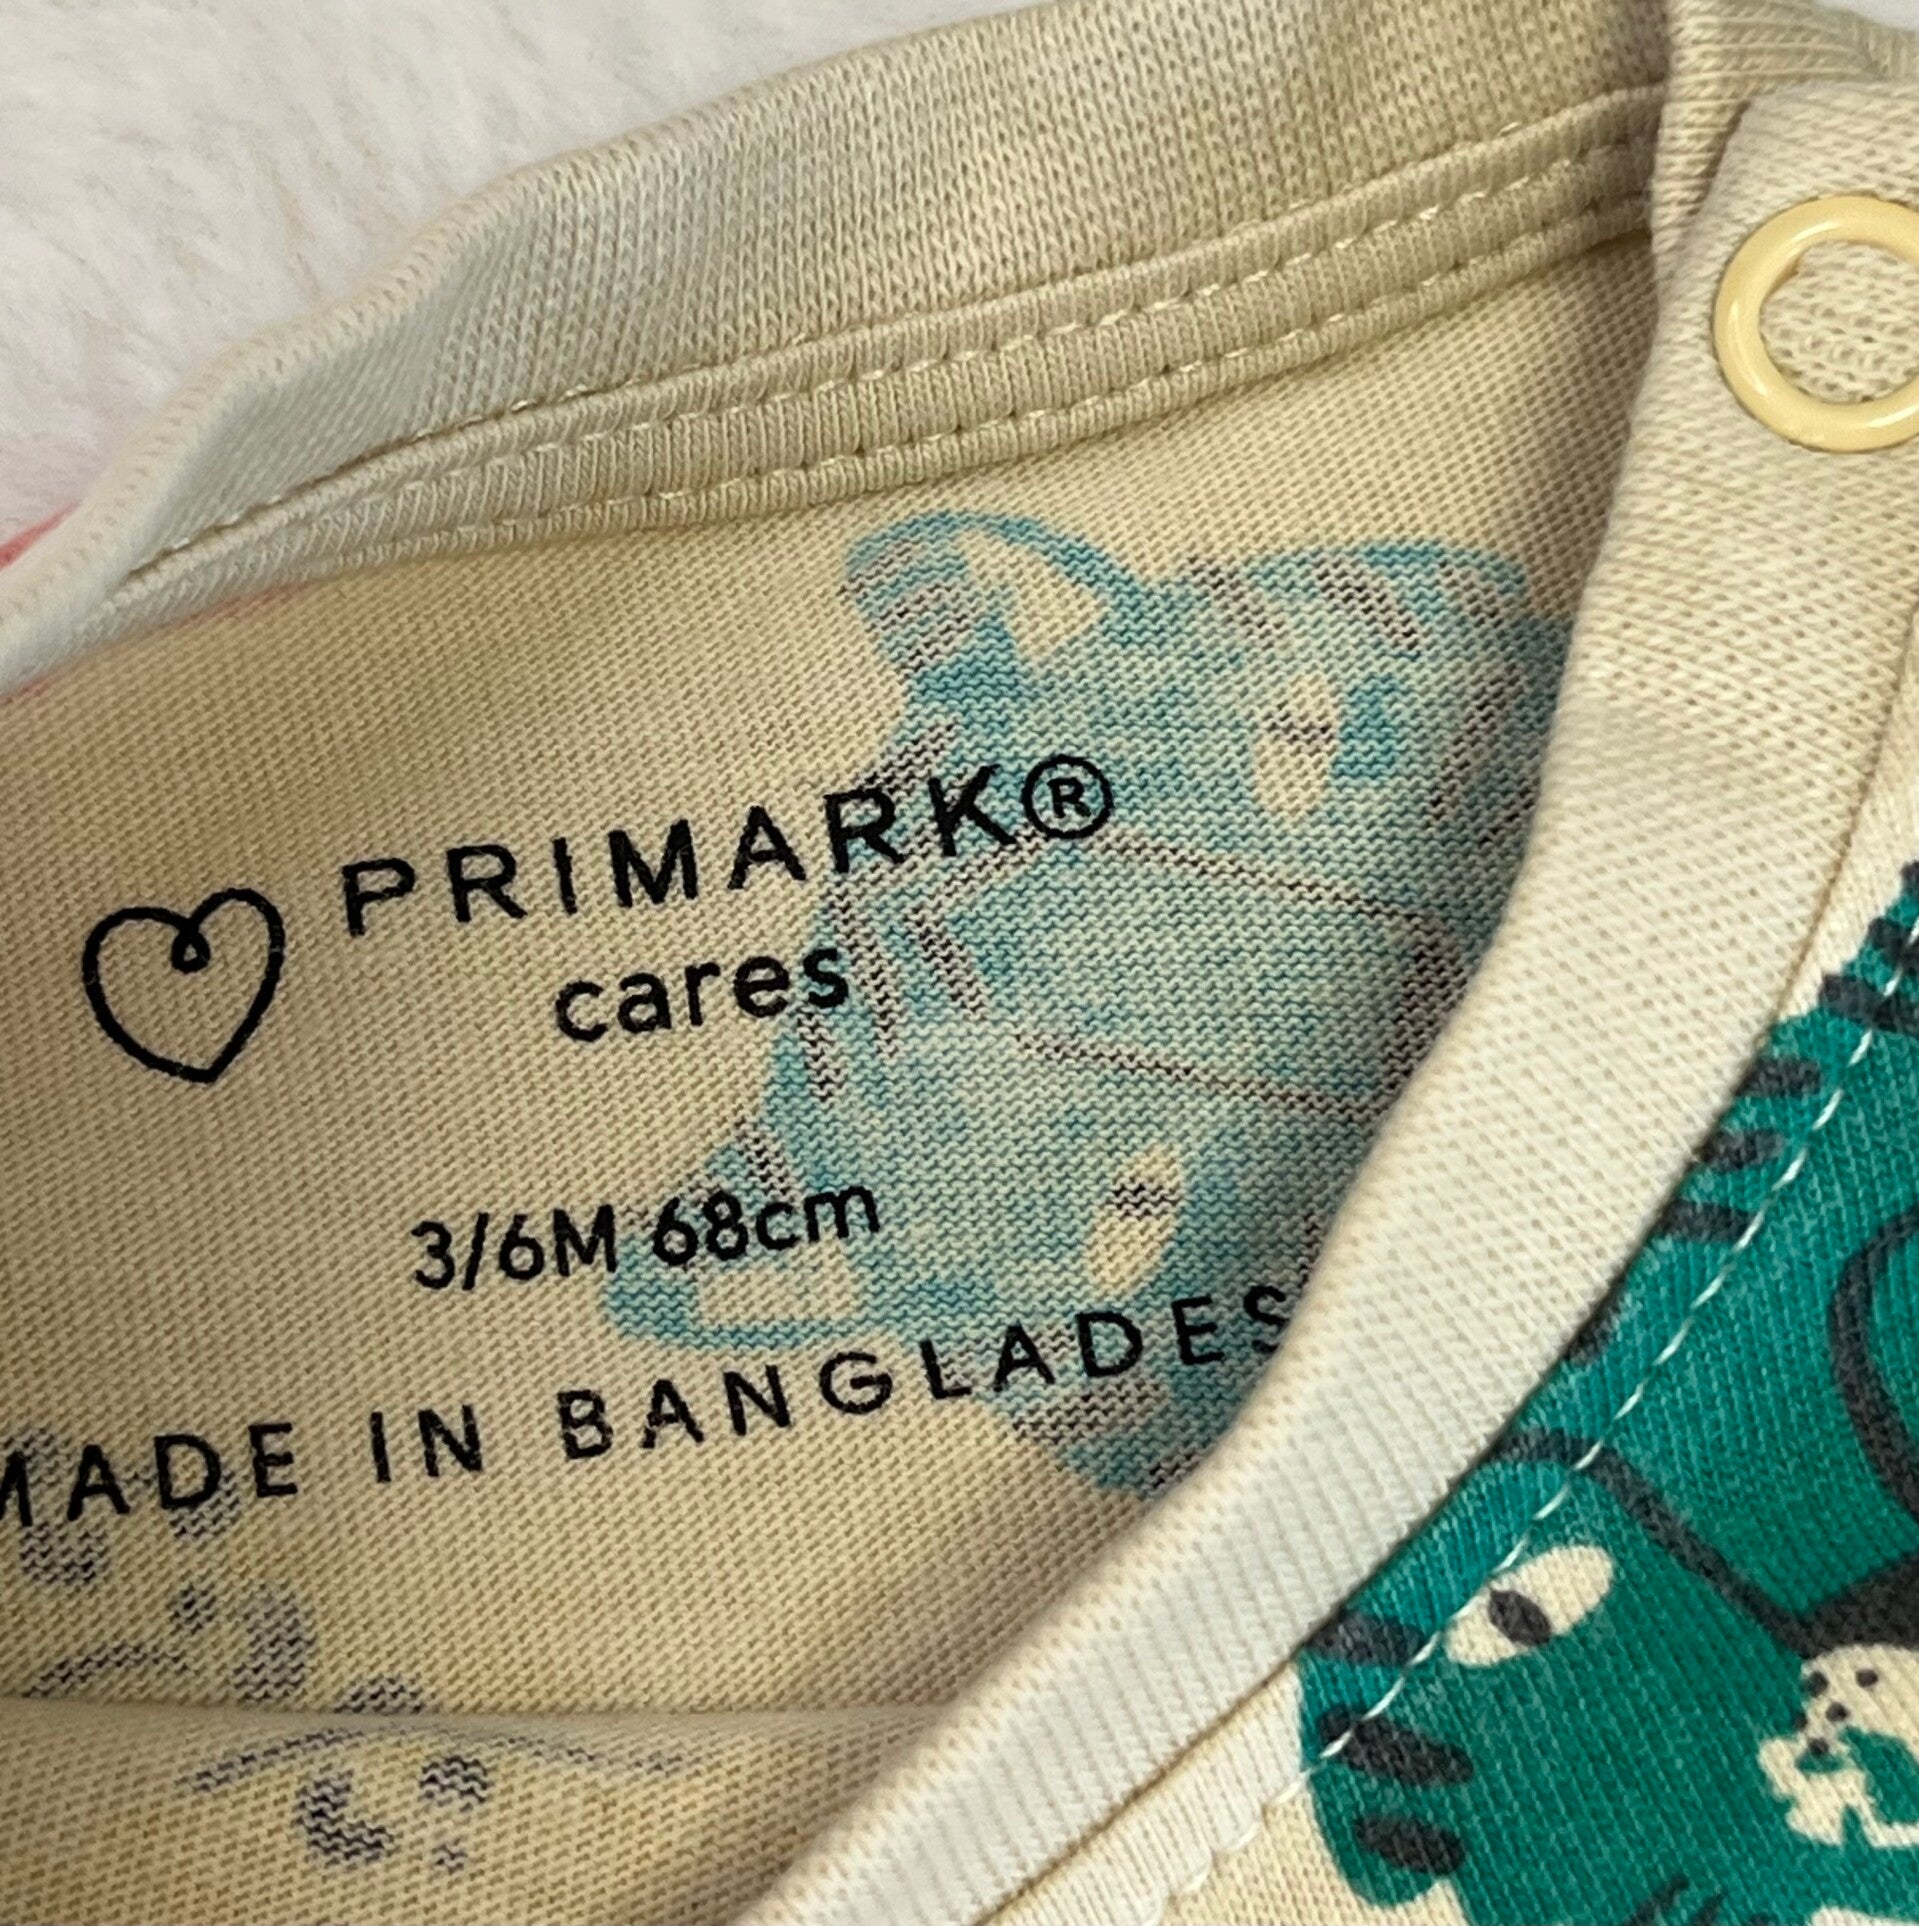 PRIMARK®
cares
3/6M 68cm
MADE IN BANGLADES